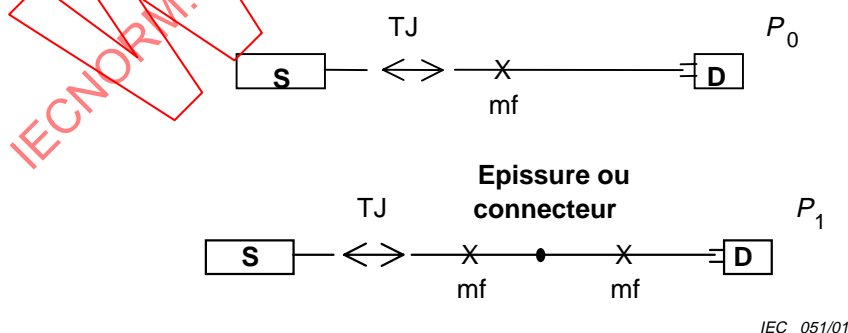 TJ
P0
S
X
D
mf
IECNORM.
Epissure ou
connecteur
TJ
P1
S
X
X
D
mf
mf
IEC 051/01